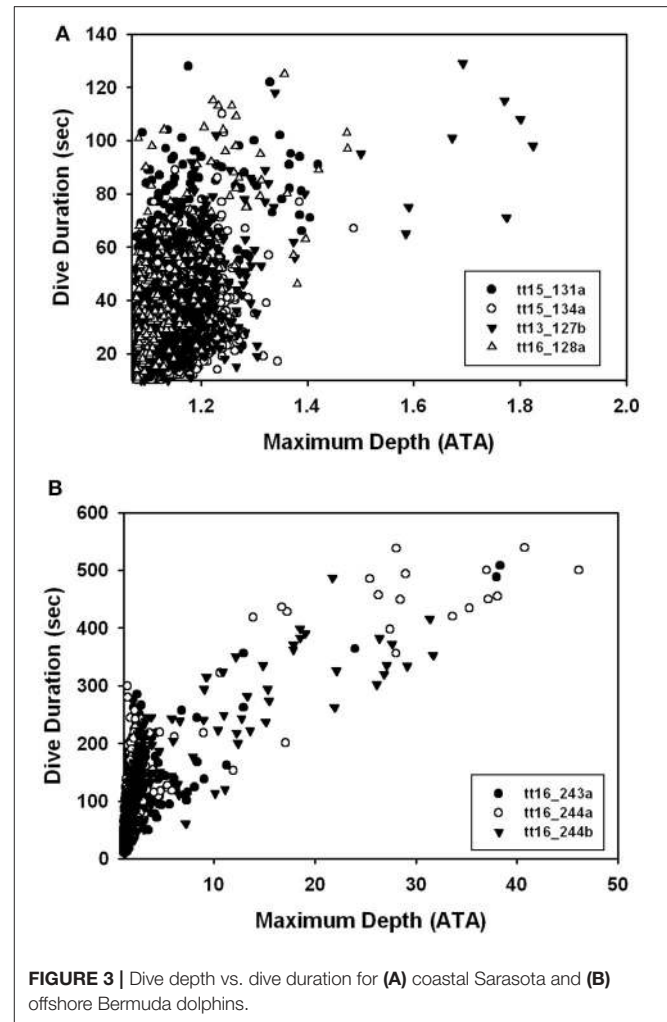 A
140
120
100
80
60
40
20
Dive Duration (sec)
1.2
1.4
1.6
1.8
2.0
Maximum Depth (ATA)
tt15_131a
tt15_134a
tt13_127b
tt16_128a
B
600
500
400
300
200
100
0
Dive Duration (sec)
10
20
30
40
50
Maximum Depth (ATA)
tt16_243a
tt16_244a
tt16_244b
FIGURE 3 | Dive depth vs. dive duration for (A) coastal Sarasota and (B)
offshore Bermuda dolphins.